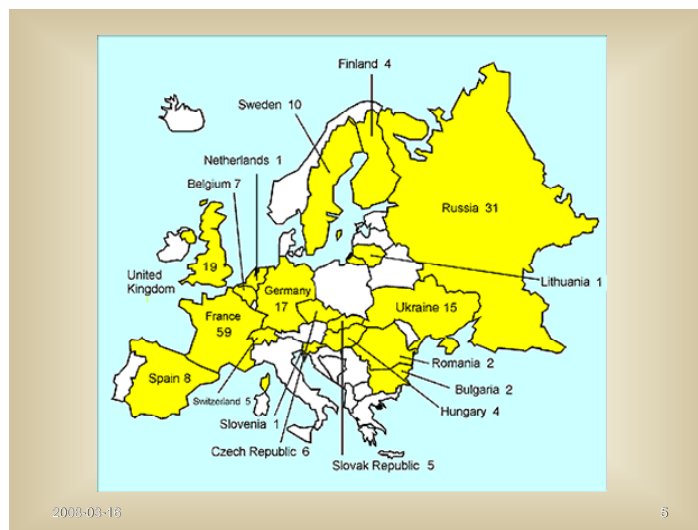 Finland 4
Sweden 10
Netherlands 1
Belgium 7
Russia 31
United
Kingdom
19
Lithuania 1
Germany
17
Ukraine 15
France
59
Romania 2
Spain 8
Bulgaria 2
Switzerland 5
Hungary 4
Slovenia 1
Czech Republic 6
Slovak Republic 5
2008-08-16
5